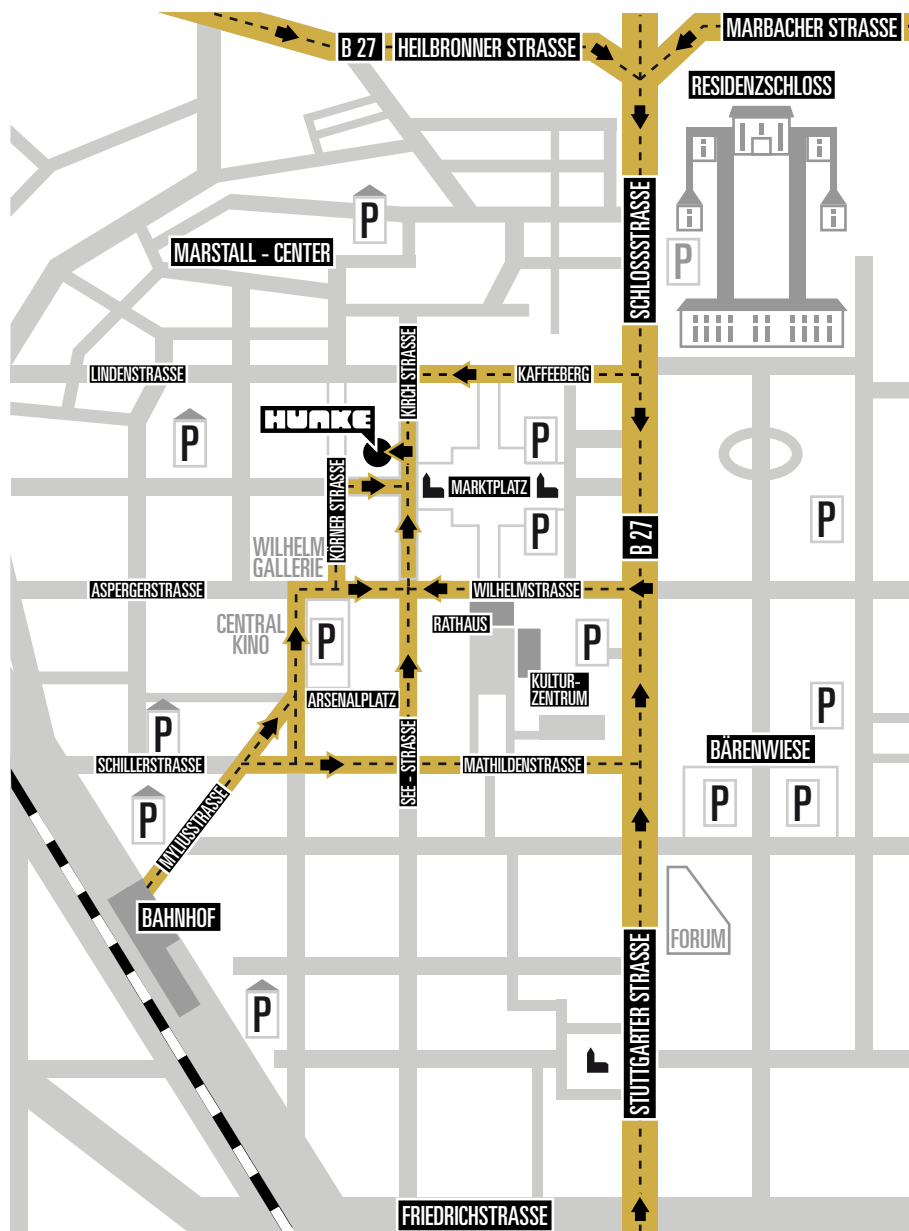 MARBACHER STRASSE
B 27
HEILBRONNER STRASSE
RESIDENZSCHLOSS
P
MARSTALL - CENTER
SCHLOSSSTRASSE
P
KIRCH STRASSE
LINDENSTRASSE
KAFFEEBERG
HUNKE
P
P
MARKTPLATZ
KÖRNER STRASSE
P
P
B 27
WILHELM
GALLERIE
ASPERGERSTRASSE
WILHELMSTRASSE
CENTRAL
KINO
P
RATHAUS
P
KULTUR-
ZENTRUM
ARSENALPLATZ
P
P
SEE - STRASSE
BÄRENWIESE
SCHILLERSTRASSE
MATHILDENSTRASSE
P
P
P
MYLIUSSTRASSE
BAHNHOF
FORUM
STUTTGARTER STRASSE
P
FRIEDRICHSTRASSE